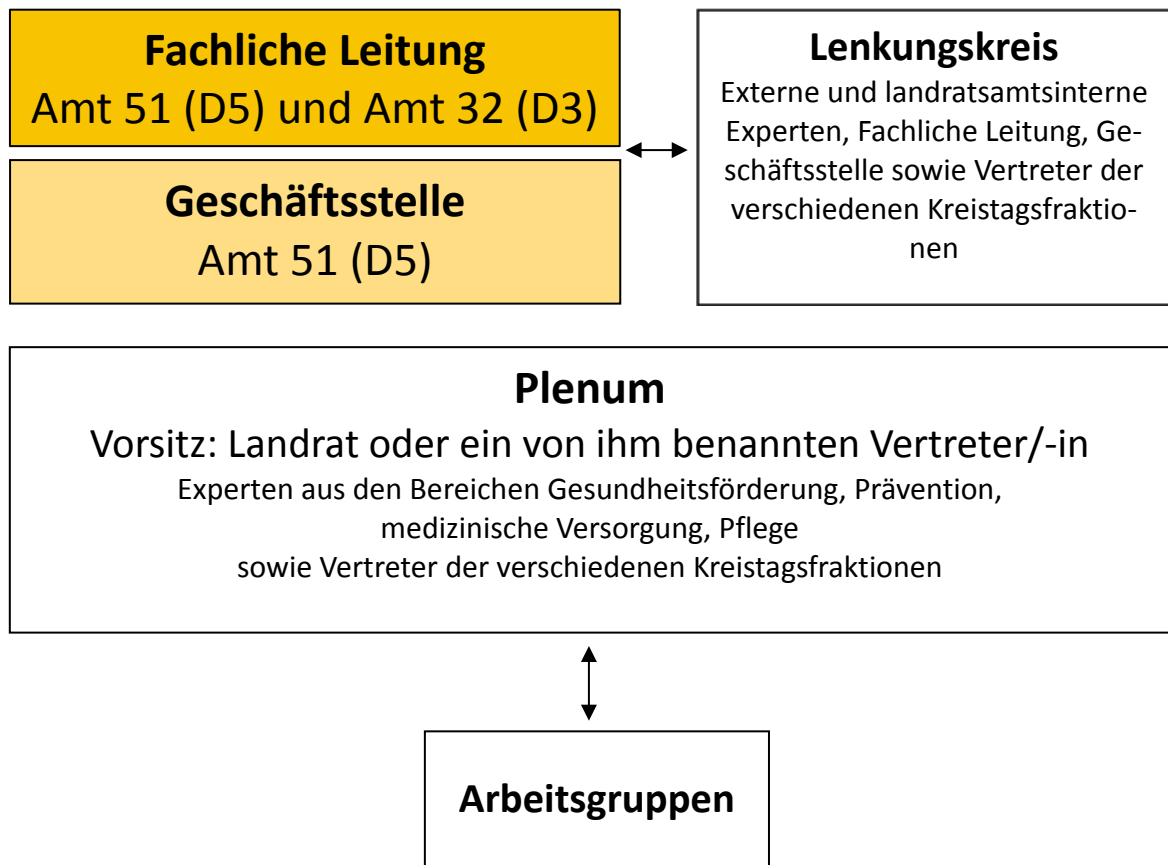 Fachliche Leitung
Amt 51 (D5) und Amt 32 (D3)
Geschäftsstelle
Amt 51 (D5)
Lenkungskreis
Externe und landratsamtsinterne
Experten, Fachliche Leitung, Ge-
schäftsstelle sowie Vertreter der
verschiedenen Kreistagsfraktio-
nen
Plenum
Vorsitz: Landrat oder ein von ihm benannten Vertreter/-in
Experten aus den Bereichen Gesundheitsförderung, Prävention,
medizinische Versorgung, Pflege
sowie Vertreter der verschiedenen Kreistagsfraktionen
Arbeitsgruppen